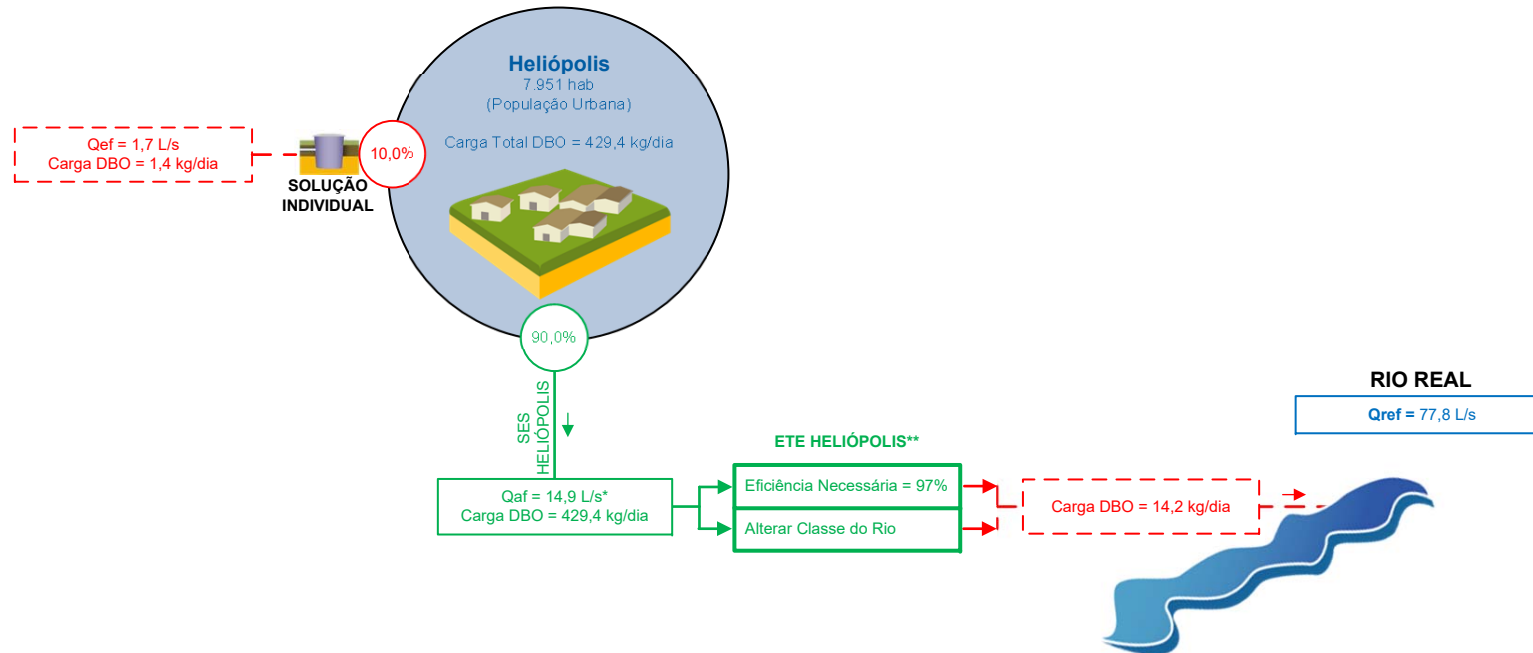 Heliópolis
7.951 hab
(População Urbana)
Carga Total DBO = 429,4 kg/dia
Qef = 1,7 L/s
Carga DBO = 1,4 kg/dia
SOLUÇÃO
INDIVIDUAL
10,0%
90,0%
SES
HELIÓPOLIS
Qaf = 14,9 L/s*
Carga DBO = 429,4 kg/dia
ETE HELIÓPOLIS**
Eficiência Necessária = 97%
Alterar Classe do Rio
Carga DBO = 14,2 kg/dia
RIO REAL
Qref = 77,8 L/s